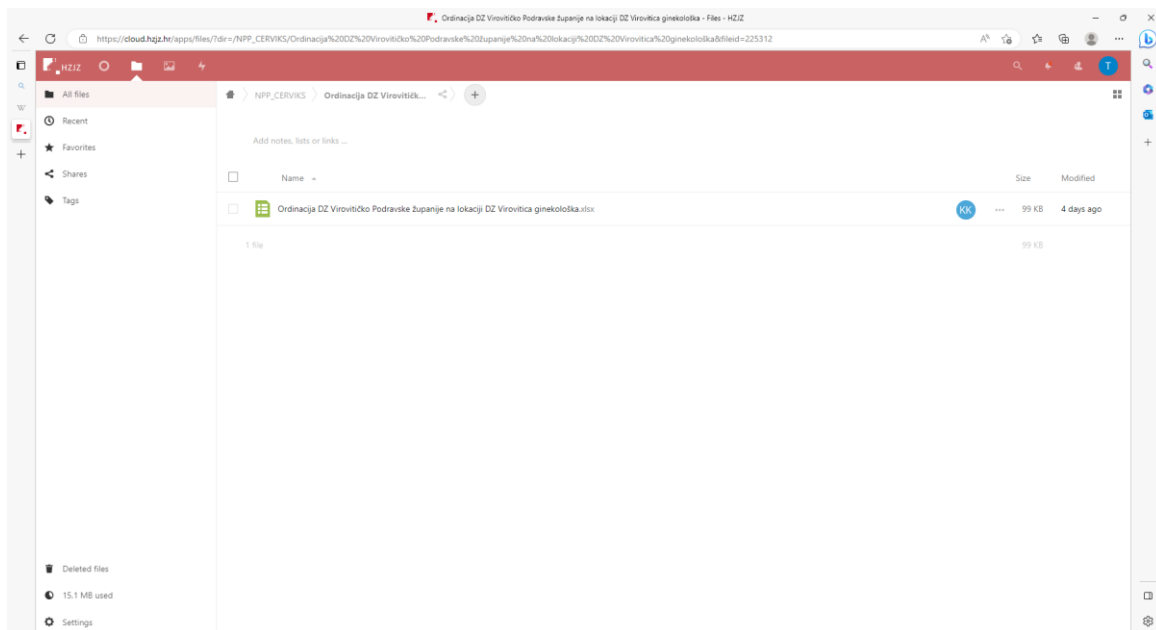 Ordinacija DZ Virovitičko Podravske županije na lokaciji DZ Virovitica ginekološka - Files - HZJZ
https://cloud.hzjz.hr/apps/files/?dir=/NPP_CERVIKS/Ordinacija%20DZ%20Virovitičko%20Podravske%20županije%20na%20lokaciji%20DZ%20Virovitica%20ginekološka&fileid=225312
HZJZ
T
All files
NPP_CERVIKS
Ordinacija DZ Virovitičk...
Recent
Favorites
Add notes, lists or links ...
Shares
Name
Size
Modified
Tags
Ordinacija DZ Virovitičko Podravske županije na lokaciji DZ Virovitica ginekološka.xlsx
KK
99 KB
4 days ago
1 file
99 KB
Deleted files
15.1 MB used
Settings